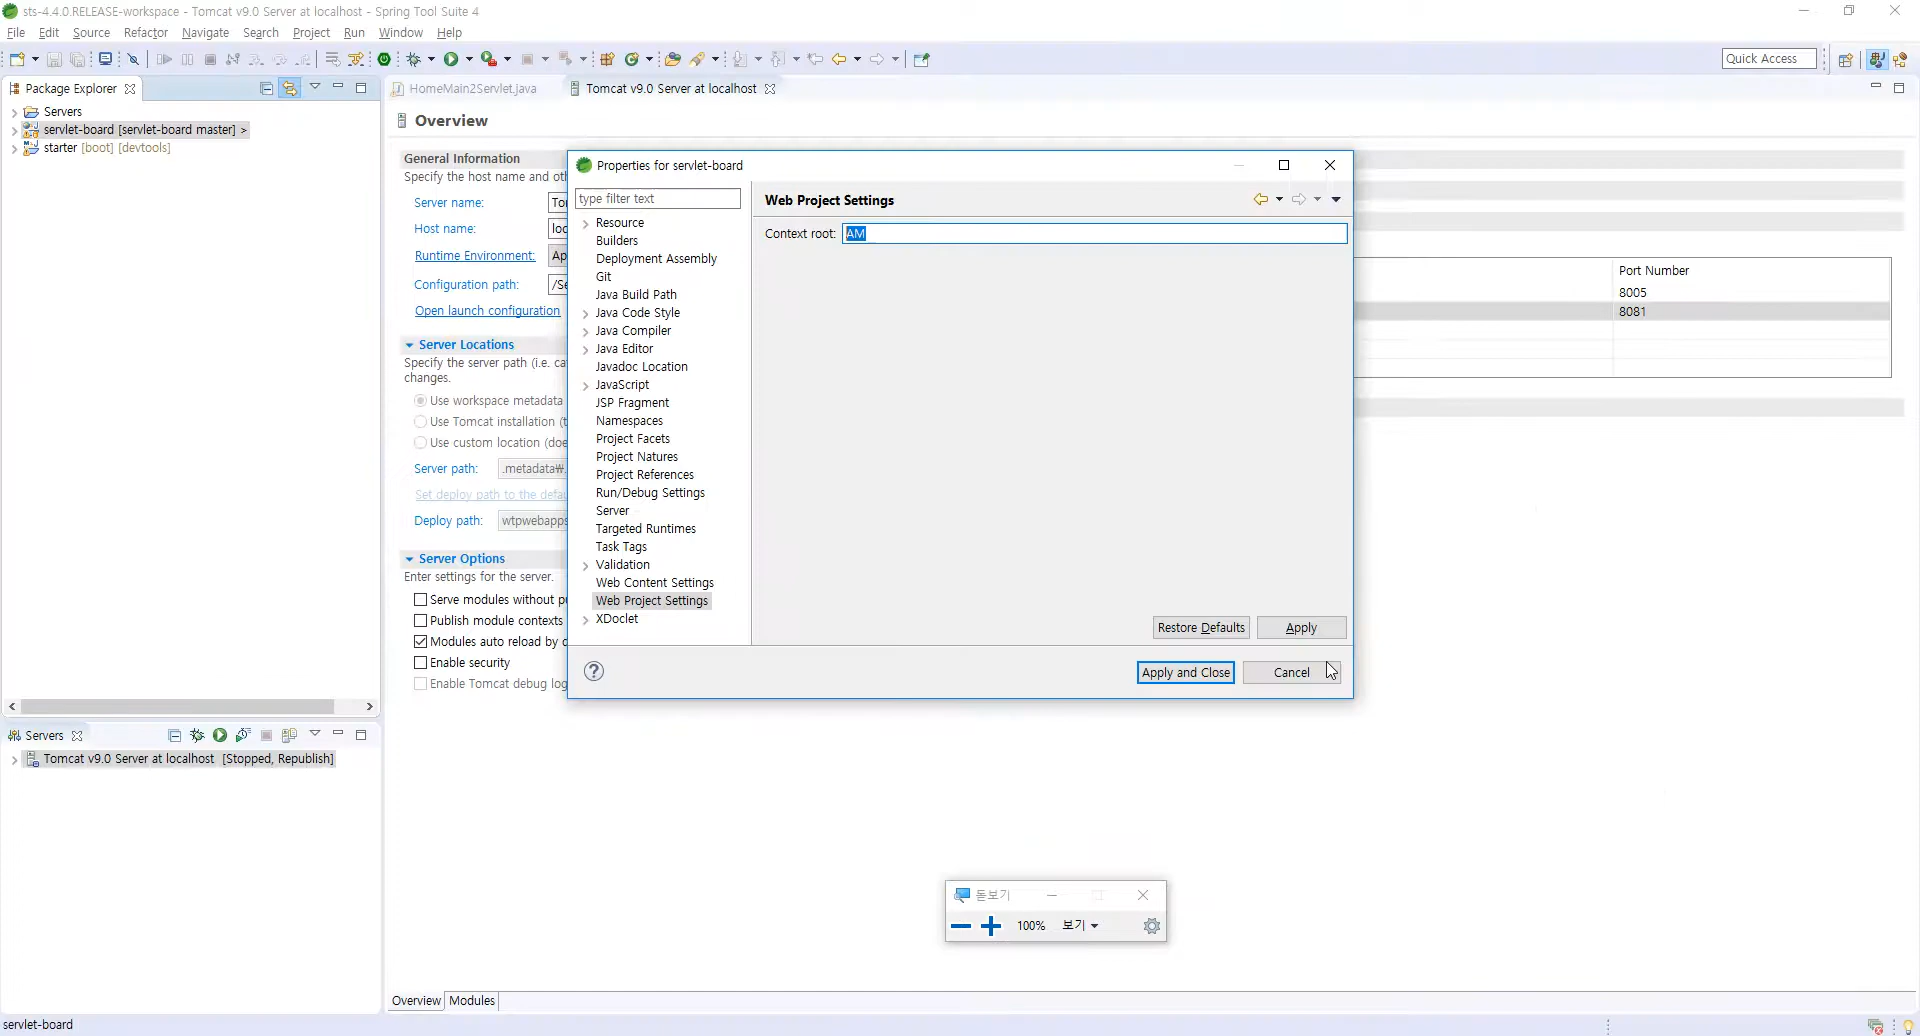 sts-4.4.0.RELEASE-workspace - Tomcat v9.0 Server at localhost - Spring Tool Suite 4
File Edit Source Refactor Navigate Search Project Run Window Help
Quick Access
Package Explorer
Servers
servlet-board [servlet-board master] >
starter [boot] [devtools]
HomeMain2Servlet.java
Tomcat v9.0 Server at localhost
Overview
General Information
Specify the host name and oth
Server name:
Host name:
Runtime Environment:
Configuration path:
/Se
Open launch configuration
Server Locations
Specify the server path (i.e. ca
changes.
Use workspace metadata
Use Tomcat installation (t
Use custom location (doe
Server path:
.metadata₩.
Set deploy path to the defau
Deploy path:
wtpwebapps
Server Options
Enter settings for the server.
Serve modules without pu
Publish module contexts
Modules auto reload by d
Enable security
Enable Tomcat debug log
Properties for servlet-board
type filter text
Resource
Builders
Deployment Assembly
Git
Java Build Path
Java Code Style
Java Compiler
Java Editor
Javadoc Location
JavaScript
JSP Fragment
Namespaces
Project Facets
Project Natures
Project References
Run/Debug Settings
Server
Targeted Runtimes
Task Tags
Validation
Web Content Settings
Web Project Settings
XDoclet
Web Project Settings
Context root: AM
Restore Defaults
Apply
Apply and Close
Cancel
Port Number
8005
8081
Servers
Tomcat v9.0 Server at localhost [Stopped, Republish]
돋보기
100% 보기
Overview
Modules
servlet-board